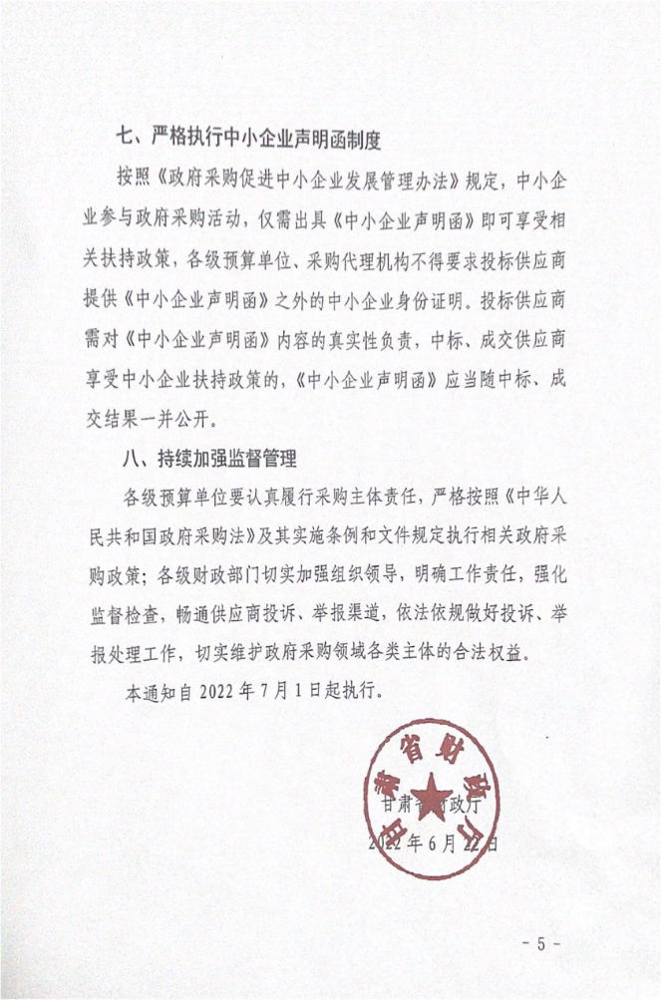 七、严格执行中小企业声明函制度
按照《政府采购促进中小企业发展管理办法》规定，中小企
业参与政府采购活动，仅需出具《中小企业声明函》即可享受相
关扶持政策，各级预算单位、采购代理机构不得要求投标供应商
提供《中小企业声明函》之外的中小企业身份证明。投标供应商
需对《中小企业声明函》内容的真实性负责，中标、成交供应商
享受中小企业扶持政策的，《中小企业声明函》应当随中标、成
交结果一并公开。
八、持续加强监督管理
各级预算单位要认真履行采购主体责任，严格按照《中华人
民共和国政府采购法》及其实施条例和文件规定执行相关政府采
购政策；各级财政部门切实加强组织领导，明确工作责任，强化
监督检查，畅通供应商投诉、举报渠道，依法依规做好投诉、举
报处理工作，切实维护政府采购领域各类主体的合法权益。
本通知自2022年7月1日起执行。
甘肃省财政厅
甘肃省财政厅
2022年6月22日
- 5 -